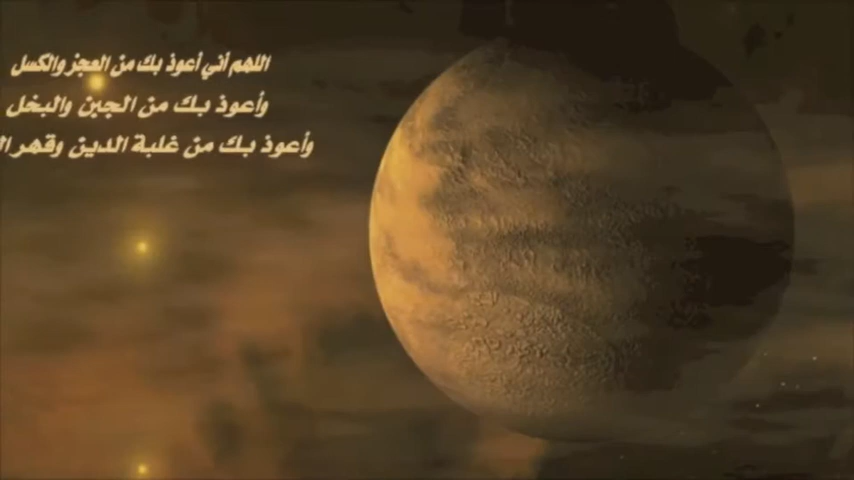 اللهم أني أعوذ بك من العجز والكسل
وأعوذ بك من الجبن والبخل
وأعوذ بك من غلبة الدين وقهر